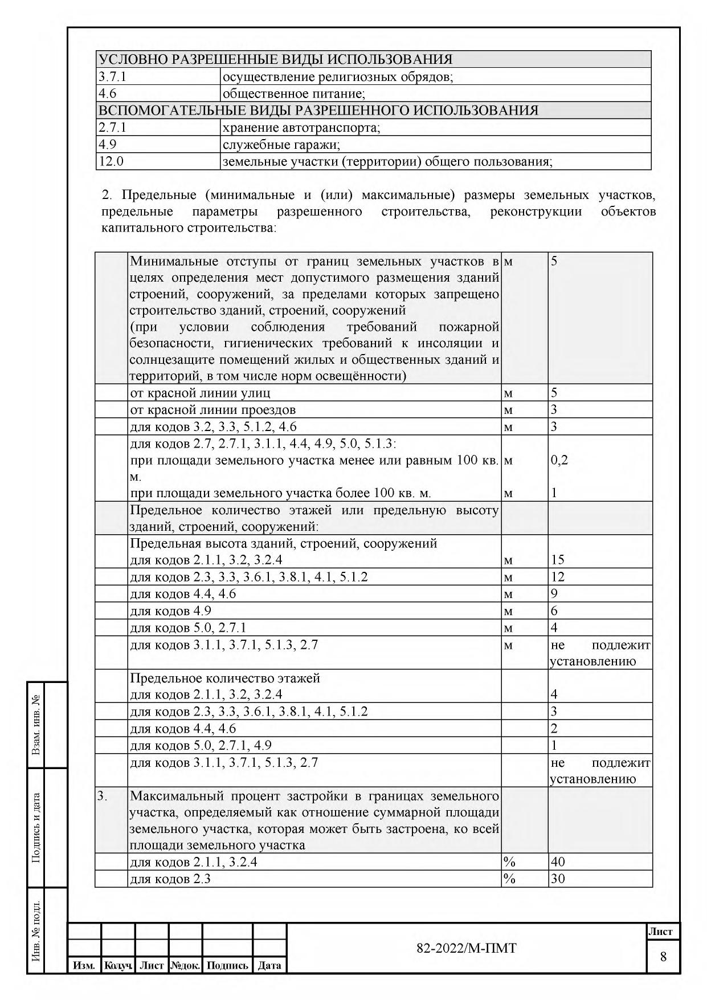 УСЛОВНО РАЗРЕШЕННЫЕ ВИДЫ ИСПОЛЬЗОВАНИЯ
3.7.1 осуществление религиозных обрядов;
4.6 общественное питание;
ВСПОМОГАТЕЛЬНЫЕ ВИДЫ РАЗРЕШЕННОГО ИСПОЛЬЗОВАНИЯ
2.7.1 хранение автотранспорта;
4.9 служебные гаражи;
12.0 земельные участки (территории) общего пользования;
2. Предельные (минимальные и (или) максимальные) размеры земельных участков,
предельные параметры разрешенного строительства, реконструкции объектов
капитального строительства:
Минимальные отступы от границ земельных участков в м 5
целях определения мест допустимого размещения зданий
строений, сооружений, за пределами которых запрещено
строительство зданий, строений, сооружений
(при условии соблюдения требований пожарной
безопасности, гигиенических требований к инсоляции и
солнцезащите помещений жилых и общественных зданий и
территорий, в том числе норм освещённости)
от красной линии улиц м 5
от красной линии проездов м 3
для кодов 3.2, 3.3, 5.1.2, 4.6 м 3
для кодов 2.7, 2.7.1, 3.1.1, 4.4, 4.9, 5.0, 5.1.3:
при площади земельного участка менее или равным 100 кв. м 0,2
м.
при площади земельного участка более 100 кв. м. м 1
Предельное количество этажей или предельную высоту
зданий, строений, сооружений:
Предельная высота зданий, строений, сооружений
для кодов 2.1.1, 3.2, 3.2.4 м 15
для кодов 2.3, 3.3, 3.6.1, 3.8.1, 4.1, 5.1.2 м 12
для кодов 4.4, 4.6 м 9
для кодов 4.9 м 6
для кодов 5.0, 2.7.1 м 4
для кодов 3.1.1, 3.7.1, 5.1.3, 2.7 м не подлежит
установлению
Предельное количество этажей
для кодов 2.1.1, 3.2, 3.2.4 4
для кодов 2.3, 3.3, 3.6.1, 3.8.1, 4.1, 5.1.2 3
для кодов 4.4, 4.6 2
для кодов 5.0, 2.7.1, 4.9 1
для кодов 3.1.1, 3.7.1, 5.1.3, 2.7 не подлежит
установлению
3. Максимальный процент застройки в границах земельного
участка, определяемый как отношение суммарной площади
земельного участка, которая может быть застроена, ко всей
площади земельного участка
для кодов 2.1.1, 3.2.4 % 40
для кодов 2.3 % 30
Взам. инв. №
Подпись и дата
Инв. № подл.
Изм. Колуч. Лист №док. Подпись Дата
82-2022/М-ПМТ
Лист
8